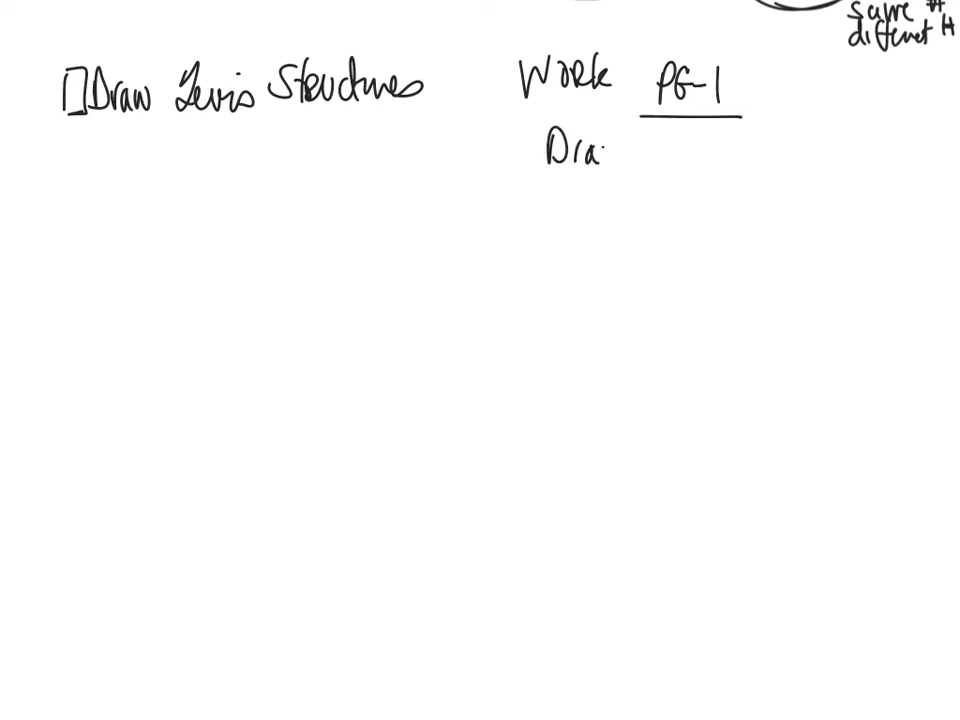 same #
different H
Draw Lewis Structures
Work PG-1
Dra